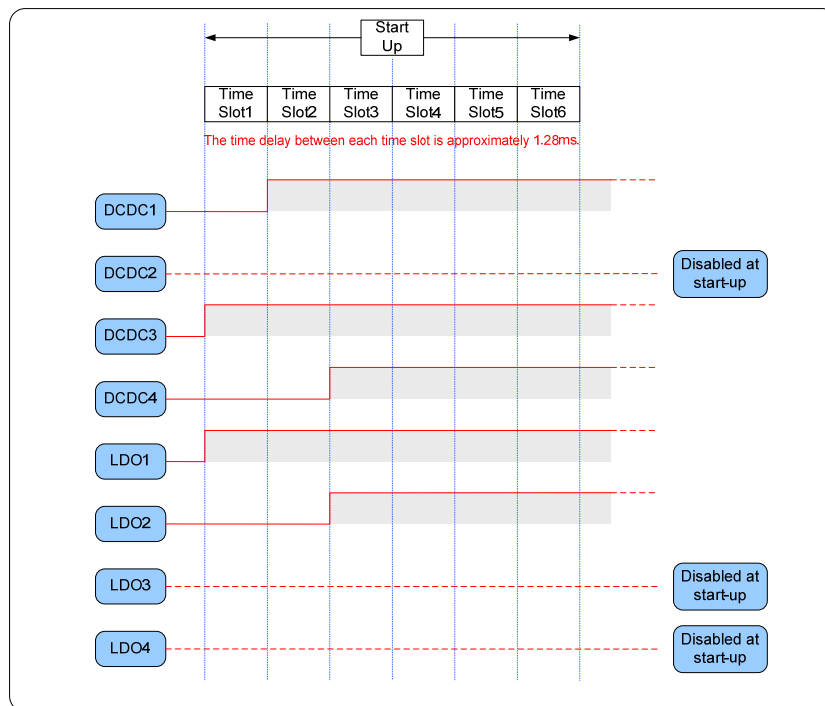 Start
Up
Time
Slot1
Time
Slot2
Time
Slot3
Time
Slot4
Time
Slot5
Time
Slot6
The time delay between each time slot is approximately 1.28ms.
DCDC1
DCDC2
Disabled at
start-up
DCDC3
DCDC4
LDO1
LDO2
LDO3
Disabled at
start-up
LDO4
Disabled at
start-up